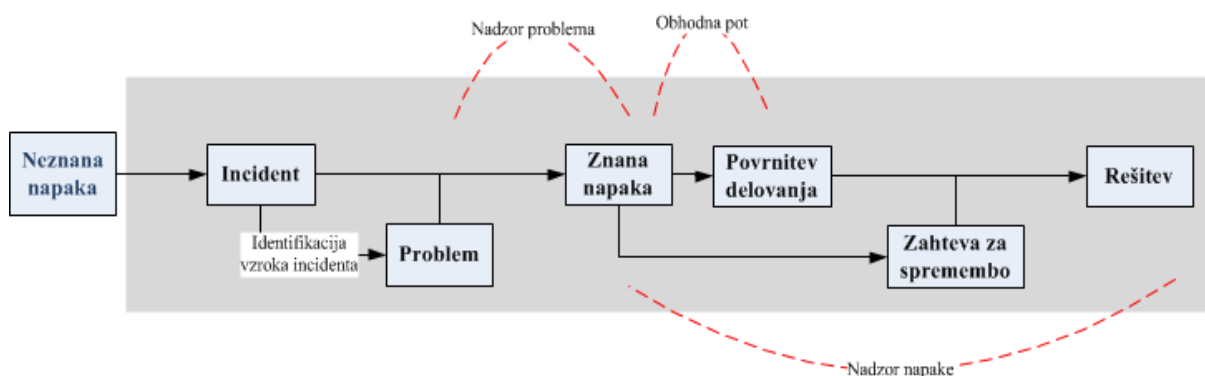 Nadzor problema
Obhodna pot
Neznana
napaka
Incident
Znana
napaka
Povrnitev
delovanja
Rešitev
Identifikacija
vzroka incidenta
Problem
Zahteva za
spremembo
Nadzor napake